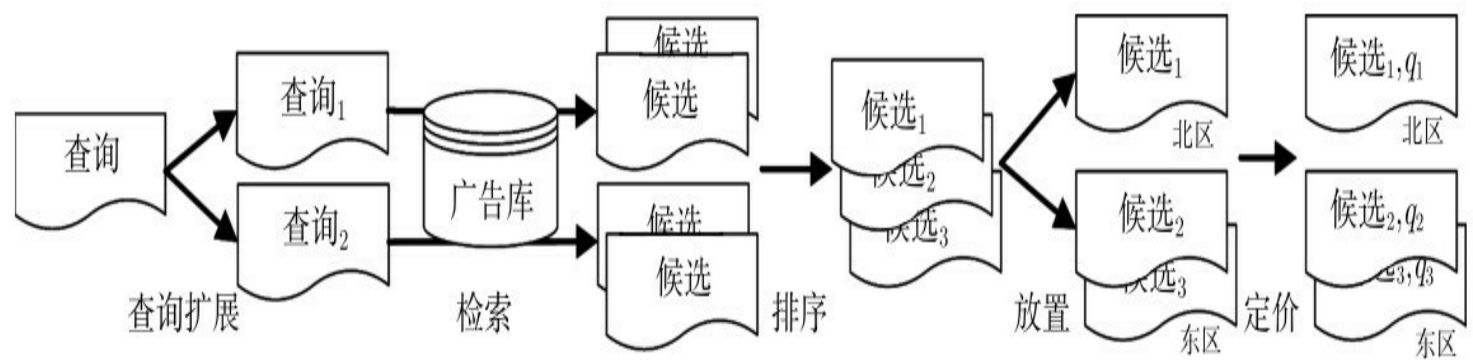 查询
查询扩展
查询1
查询2
广告库
检索
候选
候选
候选
候选
排序
候选1
候选2
候选3
放置
候选1
北区
候选2
候选3
东区
定价
候选1,q1
北区
候选2,q2
选3,q3
东区